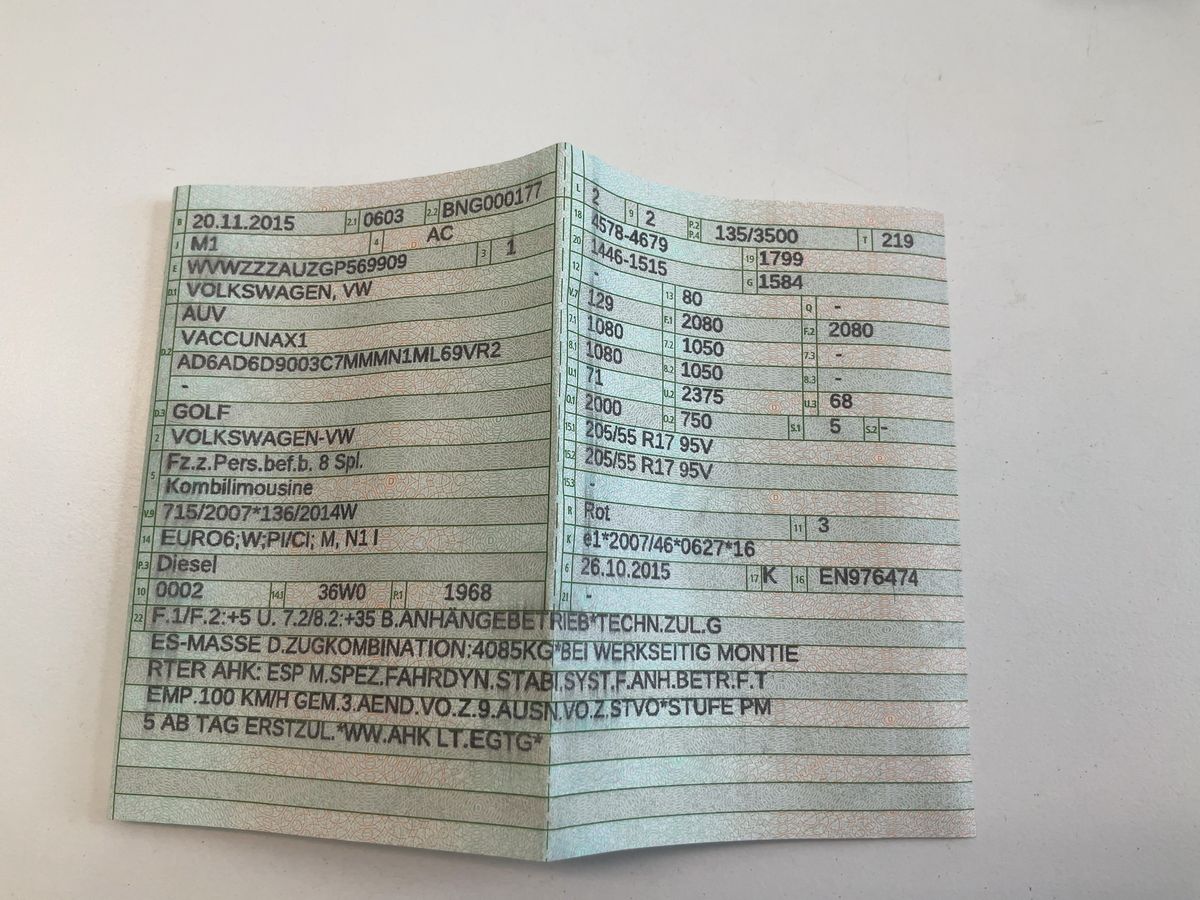 B 20.11.2015 2.1 0603 2.2 BNG000177
J M1 4 AC
E WVWZZZAUZGP569909 3 1
D.1 VOLKSWAGEN, VW
AUV
VACCUNAX1
D.2 AD6AD6D9003C7MMMN1ML69VR2
-
D.3 GOLF
2 VOLKSWAGEN-VW
5 Fz.z.Pers.bef.b. 8 Spl.
Kombilimousine
V.9 715/2007*136/2014W
14 EURO6;W;PI/CI; M, N1 I
P.3 Diesel
10 0002 14.1 36W0 P.1 1968
L 2 9 2 P.2 P.4 135/3500 T 219
18 4578-4679 19 1799
20 1446-1515 G 1584
12 - 13 80 Q -
V.7 129 F.1 2080 F.2 2080
7.1 1080 7.2 1050 7.3 -
8.1 1080 8.2 1050 8.3 -
U.1 71 U.2 2375 U.3 68
O.1 2000 O.2 750 S.1 5 S.2 -
15.1 205/55 R17 95V
15.2 205/55 R17 95V
15.3 -
R Rot 11 3
K e1*2007/46*0627*16
6 26.10.2015 17 K 16 EN976474
21 -
22 F.1/F.2:+5 U. 7.2/8.2:+35 B.ANHÄNGEBETRIEB*TECHN.ZUL.G
ES-MASSE D.ZUGKOMBINATION:4085KG*BEI WERKSEITIG MONTIE
RTER AHK: ESP M.SPEZ.FAHRDYN.STABI.SYST.F.ANH.BETR.F.T
EMP.100 KM/H GEM.3.AEND.VO.Z.9.AUSN.VO.Z.STVO*STUFE PM
5 AB TAG ERSTZUL.*WW.AHK LT.EGTG*